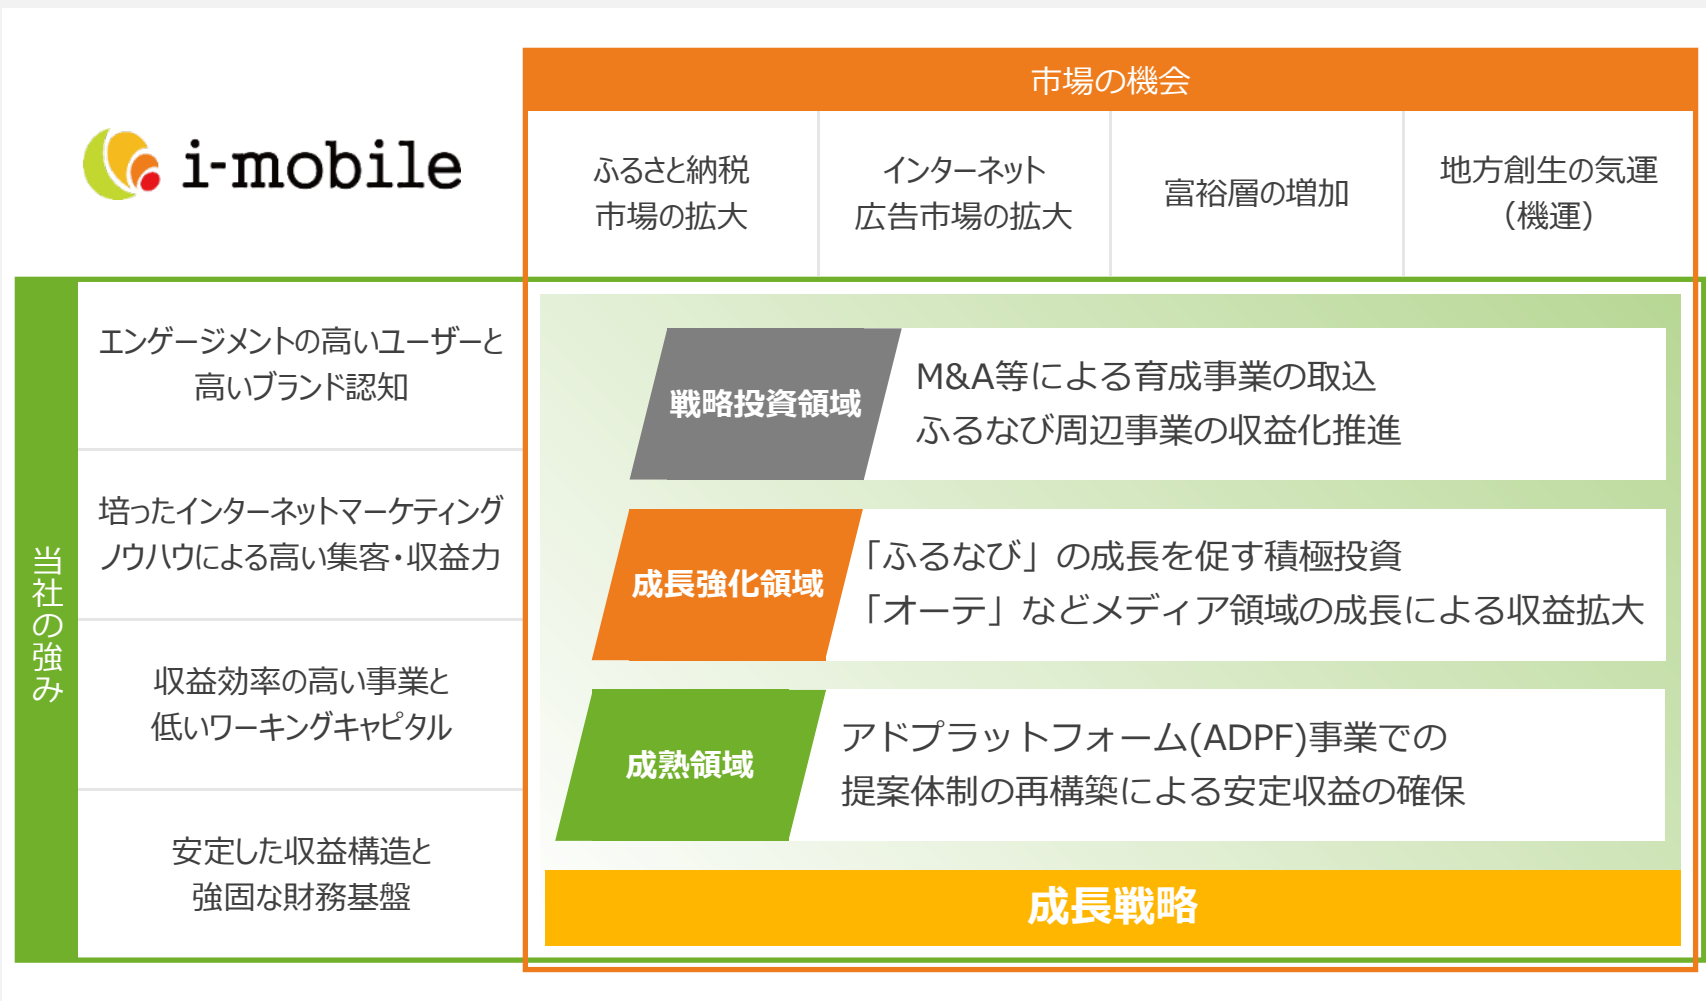 i-mobile
市場の機会
ふるさと納税
市場の拡大
インターネット
広告市場の拡大
富裕層の増加
地方創生の気運
（機運）
当社の強み
エンゲージメントの高いユーザーと
高いブランド認知
培ったインターネットマーケティング
ノウハウによる高い集客・収益力
収益効率の高い事業と
低いワーキングキャピタル
安定した収益構造と
強固な財務基盤
戦略投資領域
M&A等による育成事業の取込
ふるなび周辺事業の収益化推進
成長強化領域
「ふるなび」の成長を促す積極投資
「オーテ」などメディア領域の成長による収益拡大
成熟領域
アドプラットフォーム(ADPF)事業での
提案体制の再構築による安定収益の確保
成長戦略